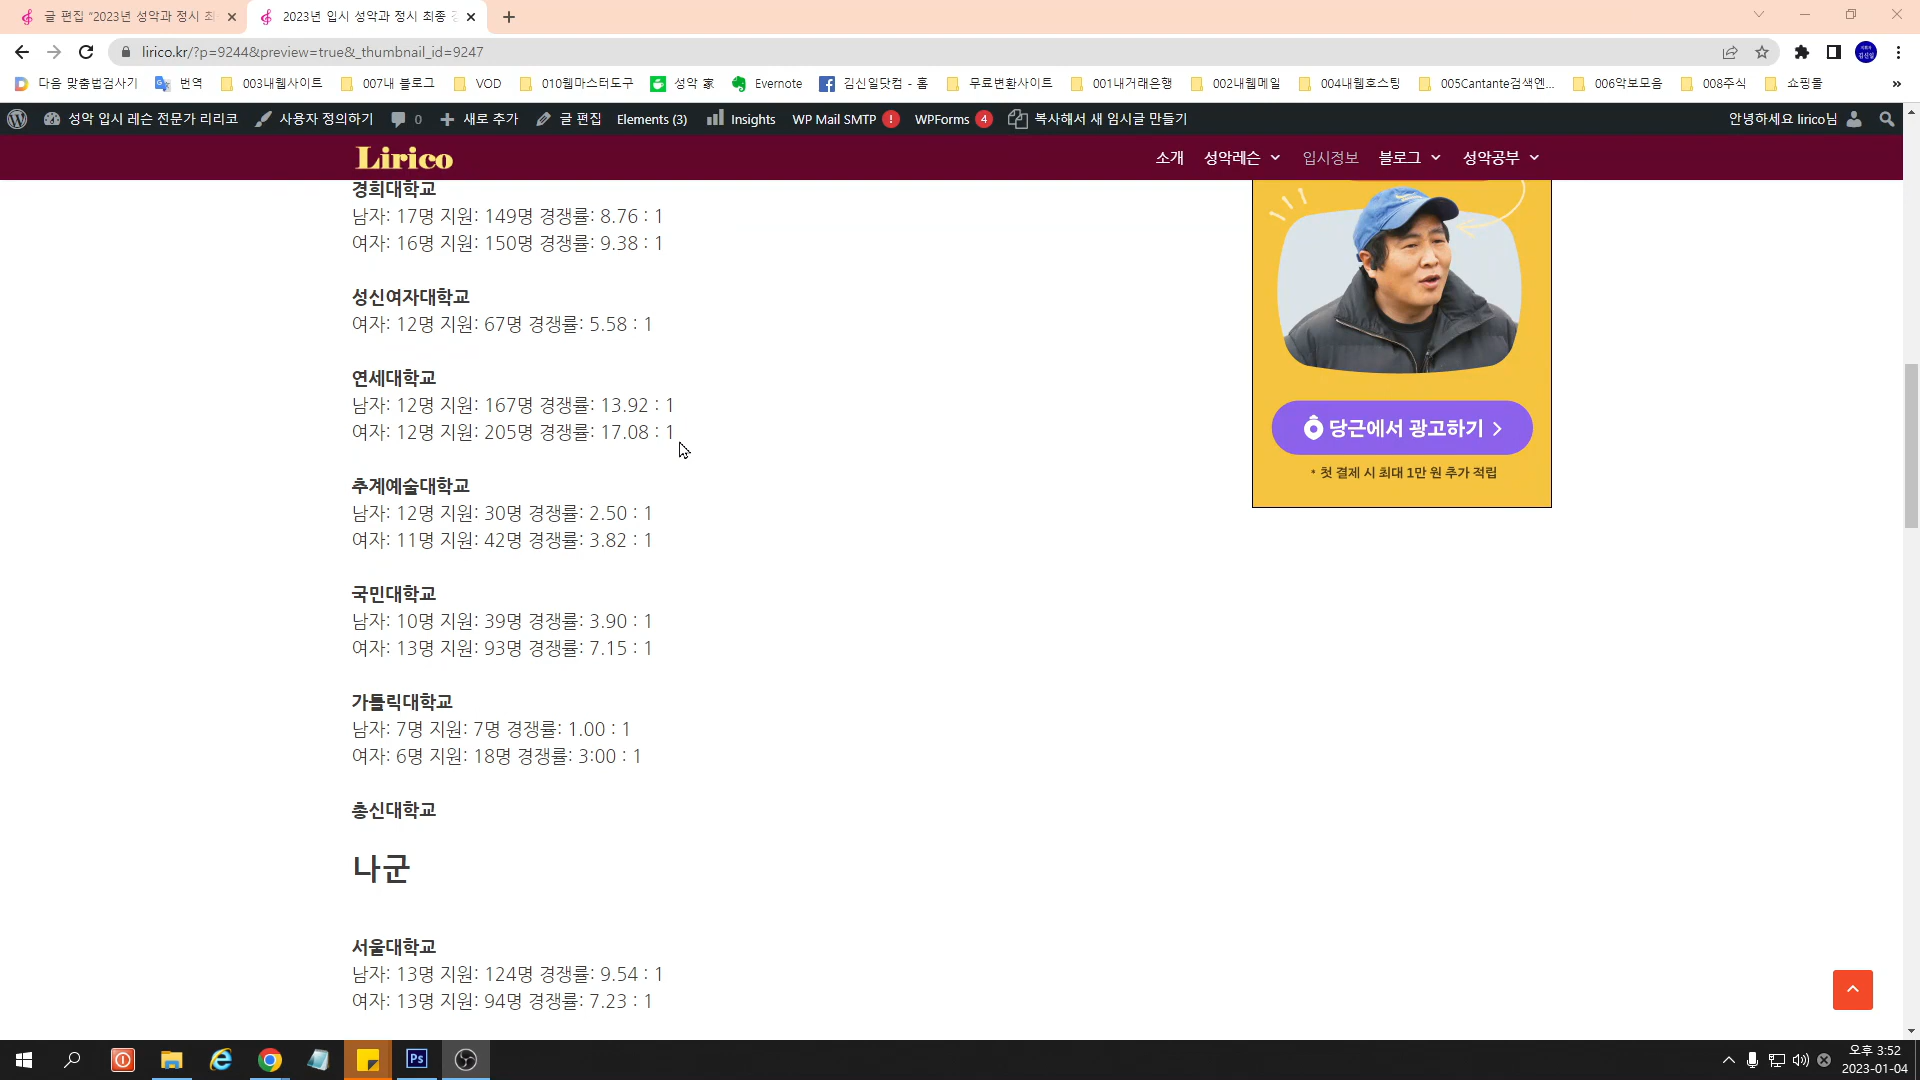 글 편집 "2023년 성악과 정시 최
2023년 입시 성악과 정시 최종 경
lirico.kr/?p=9244&preview=true&_thumbnail_id=9247
다음 맞춤법검사기
번역
003내웹사이트
007내 블로그
VOD
010웹마스터도구
성악 家
Evernote
김신일닷컴 - 홈
무료변환사이트
001내거래은행
002내웹메일
004내웹호스팅
005Cantante검색엔...
006악보모음
008주식
쇼핑몰
»
성악 입시 레슨 전문가 리리코
사용자 정의하기
0
새로 추가
글 편집
Elements (3)
Insights
WP Mail SMTP !
WPForms 4
복사해서 새 임시글 만들기
안녕하세요 lirico님
Lirico
소개
성악레슨
입시정보
블로그
성악공부
경희대학교
남자: 17명 지원: 149명 경쟁률: 8.76 : 1
여자: 16명 지원: 150명 경쟁률: 9.38 : 1
성신여자대학교
여자: 12명 지원: 67명 경쟁률: 5.58 : 1
연세대학교
남자: 12명 지원: 167명 경쟁률: 13.92 : 1
여자: 12명 지원: 205명 경쟁률: 17.08 : 1
추계예술대학교
남자: 12명 지원: 30명 경쟁률: 2.50 : 1
여자: 11명 지원: 42명 경쟁률: 3.82 : 1
국민대학교
남자: 10명 지원: 39명 경쟁률: 3.90 : 1
여자: 13명 지원: 93명 경쟁률: 7.15 : 1
가톨릭대학교
남자: 7명 지원: 7명 경쟁률: 1.00 : 1
여자: 6명 지원: 18명 경쟁률: 3:00 : 1
총신대학교
나군
서울대학교
남자: 13명 지원: 124명 경쟁률: 9.54 : 1
여자: 13명 지원: 94명 경쟁률: 7.23 : 1
당근에서 광고하기
* 첫 결제 시 최대 1만 원 추가 적립
Ps
오후 3:52
2023-01-04